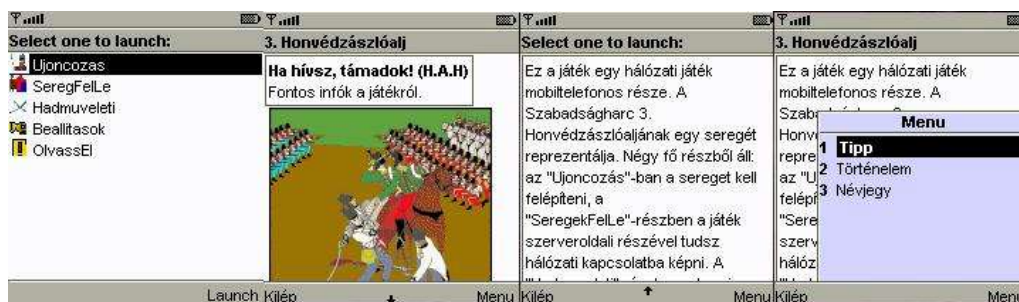 Select one to launch:
Ujoncozas
SeregFelLe
Hadmuveleti
Beallitasok
OlvassEl
Launch
3. Honvédzászlóalj
Ha hívsz, támadok! (H.A.H)
Fontos infók a játékról.
Kilép
Menu
Select one to launch:
Ez a játék egy hálózati játék
mobiltelefonos része. A
Szabadságharc 3.
Honvédzászlóaljának egy seregét
reprezentálja. Négy fő részből áll:
az "Ujoncozás"-ban a sereget kell
felépíteni, a
"SeregekFelLe"-részben a játék
szerveroldali részével tudsz
hálózati kapcsolatba képni. A
Kilép
Menu
3. Honvédzászlóalj
Ez a játék egy hálózati játék
mobiltelefonos része. A
Menu
1 Tipp
2 Történelem
3 Névjegy
Honv
repre
az "U
felépí
"Sere
szerv
háló
Kilép
Menu